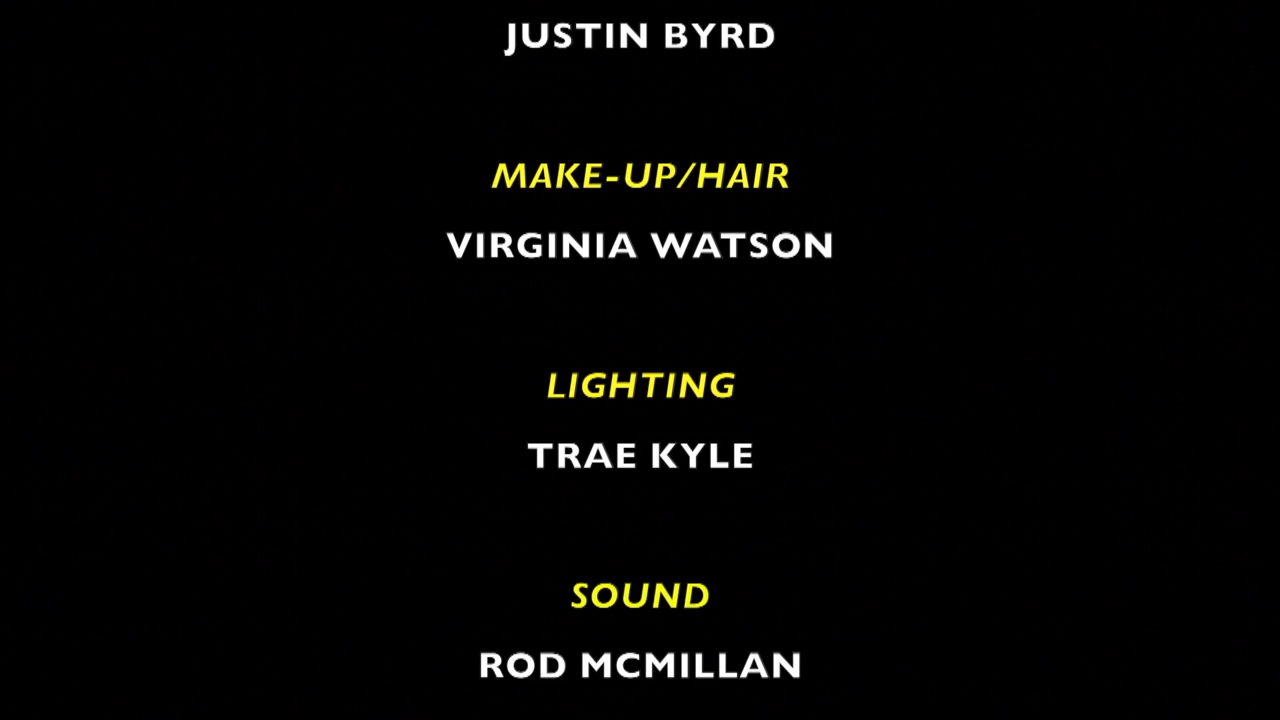 JUSTIN BYRD
MAKE-UP/HAIR
VIRGINIA WATSON
LIGHTING
TRAE KYLE
SOUND
ROD MCMILLAN